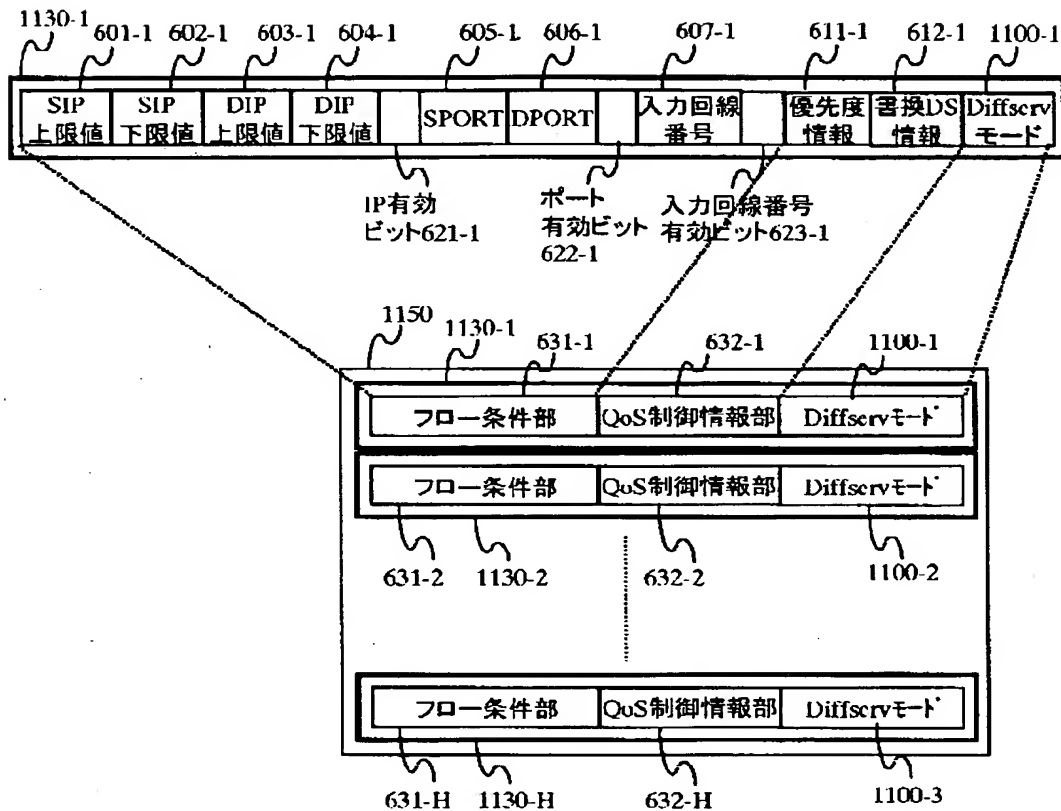 1130-1
601-1 602-1 603-1 604-1 605-1 606-1 607-1 611-1 612-1 1100-1
SIP
上限値
SIP
下限値
DIP
上限値
DIP
下限値
SPORT
DPORT
入力回線
番号
優先度
情報
書換DS
情報
Diffserv
モード
IP有効
ビット621-1
ポート
有効ビット
622-1
入力回線番号
有効ビット623-1
1150
1130-1
631-1 632-1 1100-1
フロー条件部 QoS制御情報部 Diffservモード
フロー条件部 QoS制御情報部 Diffservモード
631-2 1130-2 632-2 1100-2
フロー条件部 QoS制御情報部 Diffservモード
631-H 1130-H 632-H 1100-3